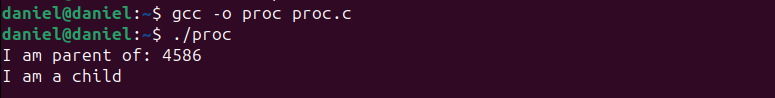 daniel@daniel:~$ gcc -o proc proc.c
daniel@daniel:~$ ./proc
I am parent of: 4586
I am a child